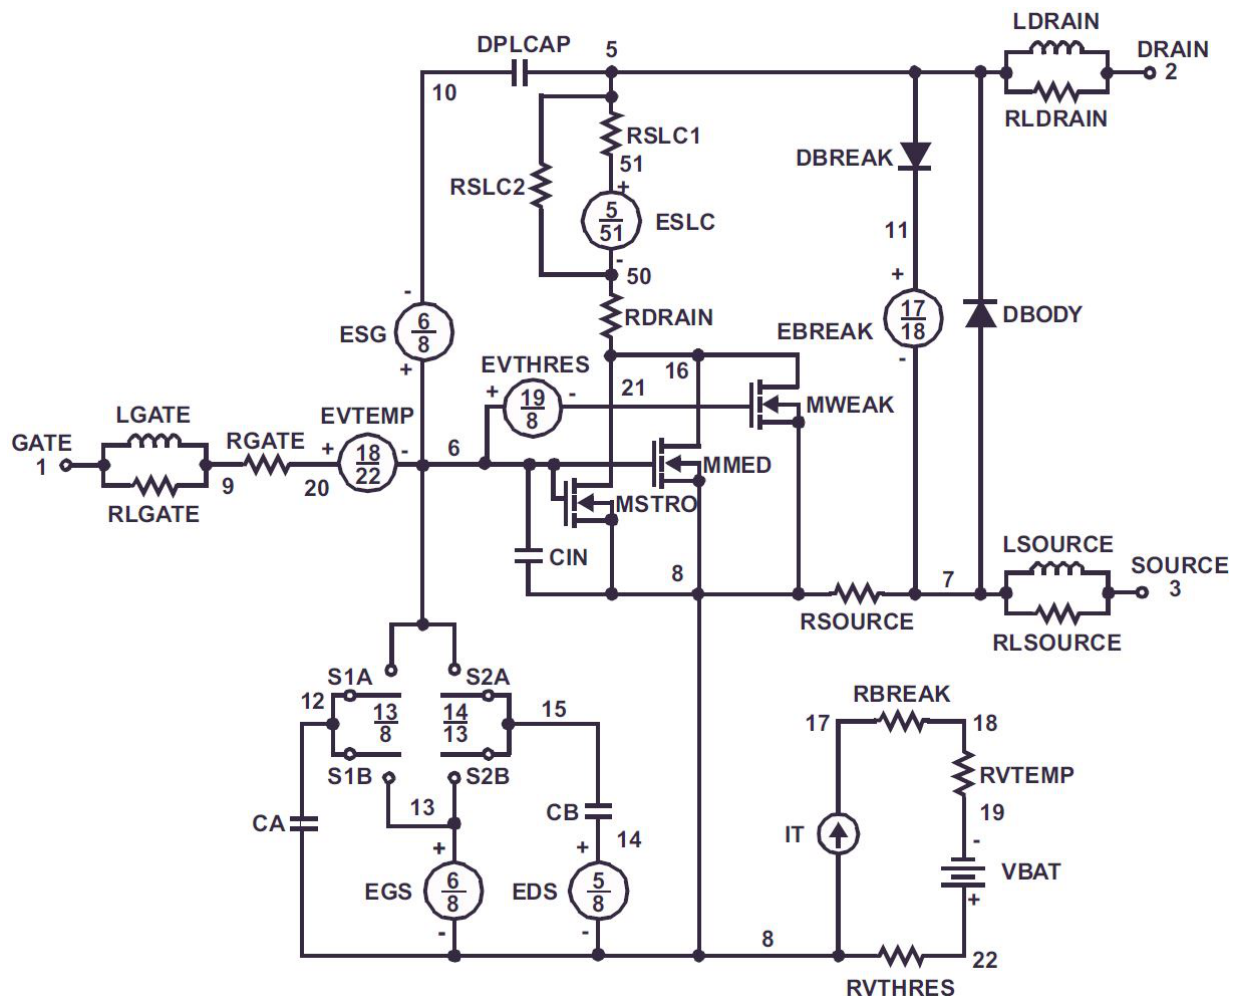 LDRAIN
DPLCAP 5 DRAIN
10 2
RSLC1 RLDRAIN
51 DBREAK
RSLC2 +
5
51 ESLC 11
-
50 +
- 17
18
ESG 6
8 RDRAIN EBREAK DBODY
+ -
EVTHRES 16
+ 19
8 - 21 MWEAK
LGATE EVTEMP
GATE RGATE + 18
22 - 6 MMED
1 9 20
RLGATE MSTRO
CIN LSOURCE
8 7 SOURCE
3
RSOURCE RLSOURCE
S1A S2A RBREAK
12 13
8 14
13 15 17 18
S1B S2B RVTEMP
13 CB 19
CA 14 IT -
+ + VBAT
EGS 6
8 EDS 5
8 +
- - 8 22
RVTHRES